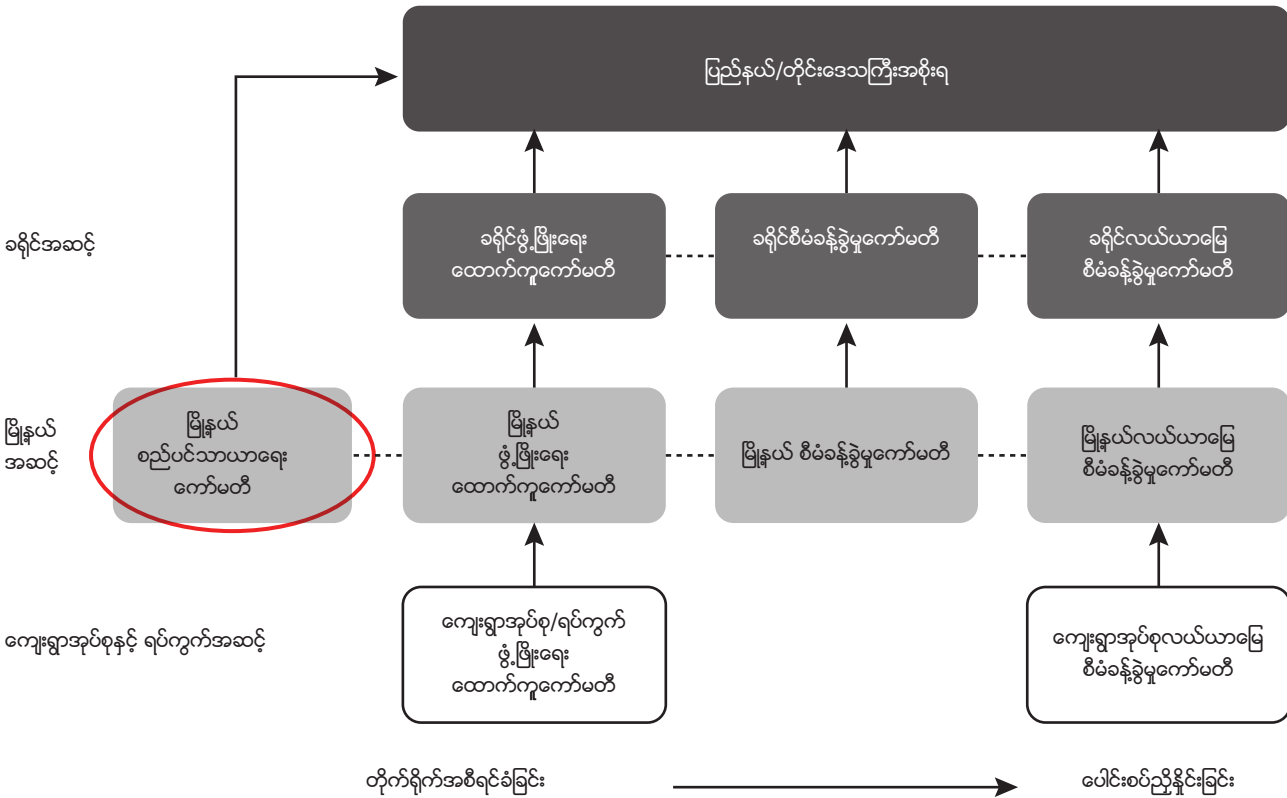 ပြည်နယ်/တိုင်းဒေသကြီးအစိုးရ
ခရိုင်အဆင့်
ခရိုင်ဖွံ့ဖြိုးရေး
ထောက်ကူကော်မတီ
ခရိုင်စီမံခန့်ခွဲမှုကော်မတီ
ခရိုင်လယ်ယာမြေ
စီမံခန့်ခွဲမှုကော်မတီ
မြို့နယ်
အဆင့်
မြို့နယ်
စည်ပင်သာယာရေး
ကော်မတီ
မြို့နယ်
ဖွံ့ဖြိုးရေး
ထောက်ကူကော်မတီ
မြို့နယ် စီမံခန့်ခွဲမှုကော်မတီ
မြို့နယ်လယ်ယာမြေ
စီမံခန့်ခွဲမှုကော်မတီ
ကျေးရွာအုပ်စုနှင့် ရပ်ကွက်အဆင့်
ကျေးရွာအုပ်စု/ရပ်ကွက်
ဖွံ့ဖြိုးရေး
ထောက်ကူကော်မတီ
ကျေးရွာအုပ်စုလယ်ယာမြေ
စီမံခန့်ခွဲမှုကော်မတီ
တိုက်ရိုက်အစီရင်ခံခြင်း
ပေါင်းစပ်ညှိနှိုင်းခြင်း